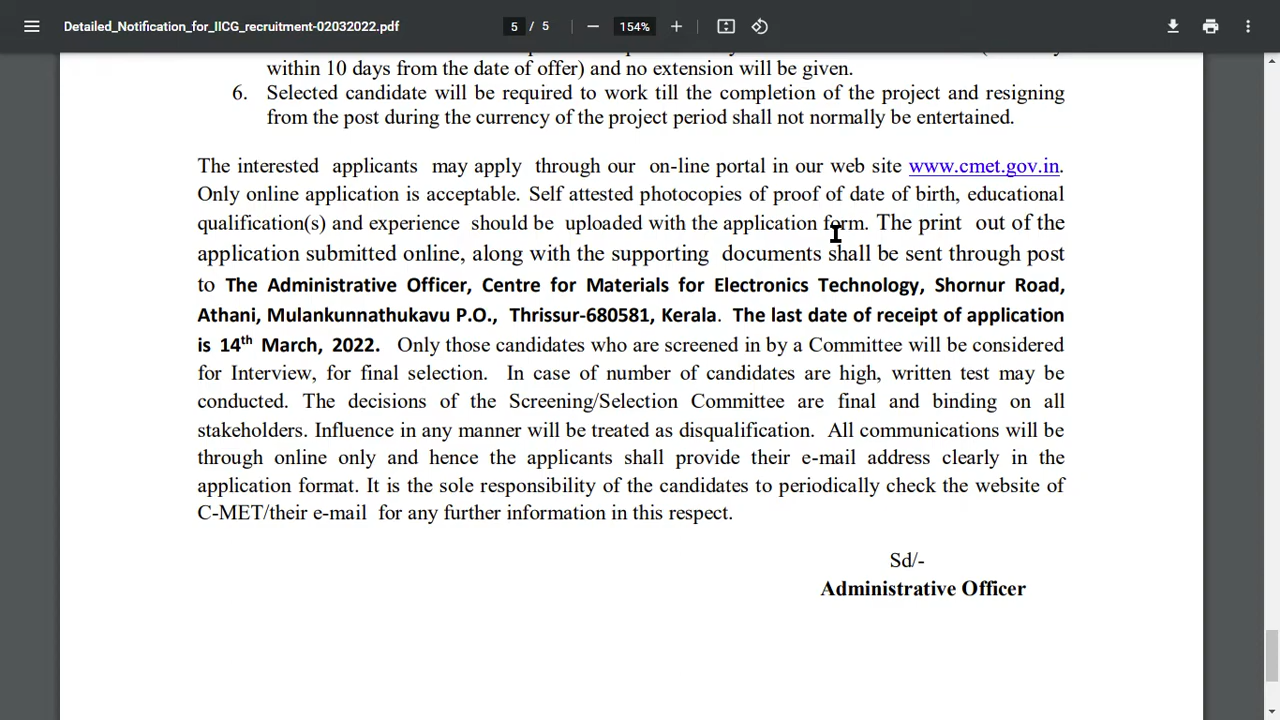 Detailed_Notification_for_IICG_recruitment-02032022.pdf
5 / 5
154%
within 10 days from the date of offer) and no extension will be given.
6. Selected candidate will be required to work till the completion of the project and resigning
from the post during the currency of the project period shall not normally be entertained.
The interested applicants may apply through our on-line portal in our web site www.cmet.gov.in.
Only online application is acceptable. Self attested photocopies of proof of date of birth, educational
qualification(s) and experience should be uploaded with the application form. The print out of the
application submitted online, along with the supporting documents shall be sent through post
to The Administrative Officer, Centre for Materials for Electronics Technology, Shornur Road,
Athani, Mulankunnathukavu P.O., Thrissur-680581, Kerala. The last date of receipt of application
is 14th March, 2022. Only those candidates who are screened in by a Committee will be considered
for Interview, for final selection. In case of number of candidates are high, written test may be
conducted. The decisions of the Screening/Selection Committee are final and binding on all
stakeholders. Influence in any manner will be treated as disqualification. All communications will be
through online only and hence the applicants shall provide their e-mail address clearly in the
application format. It is the sole responsibility of the candidates to periodically check the website of
C-MET/their e-mail for any further information in this respect.
Sd/-
Administrative Officer